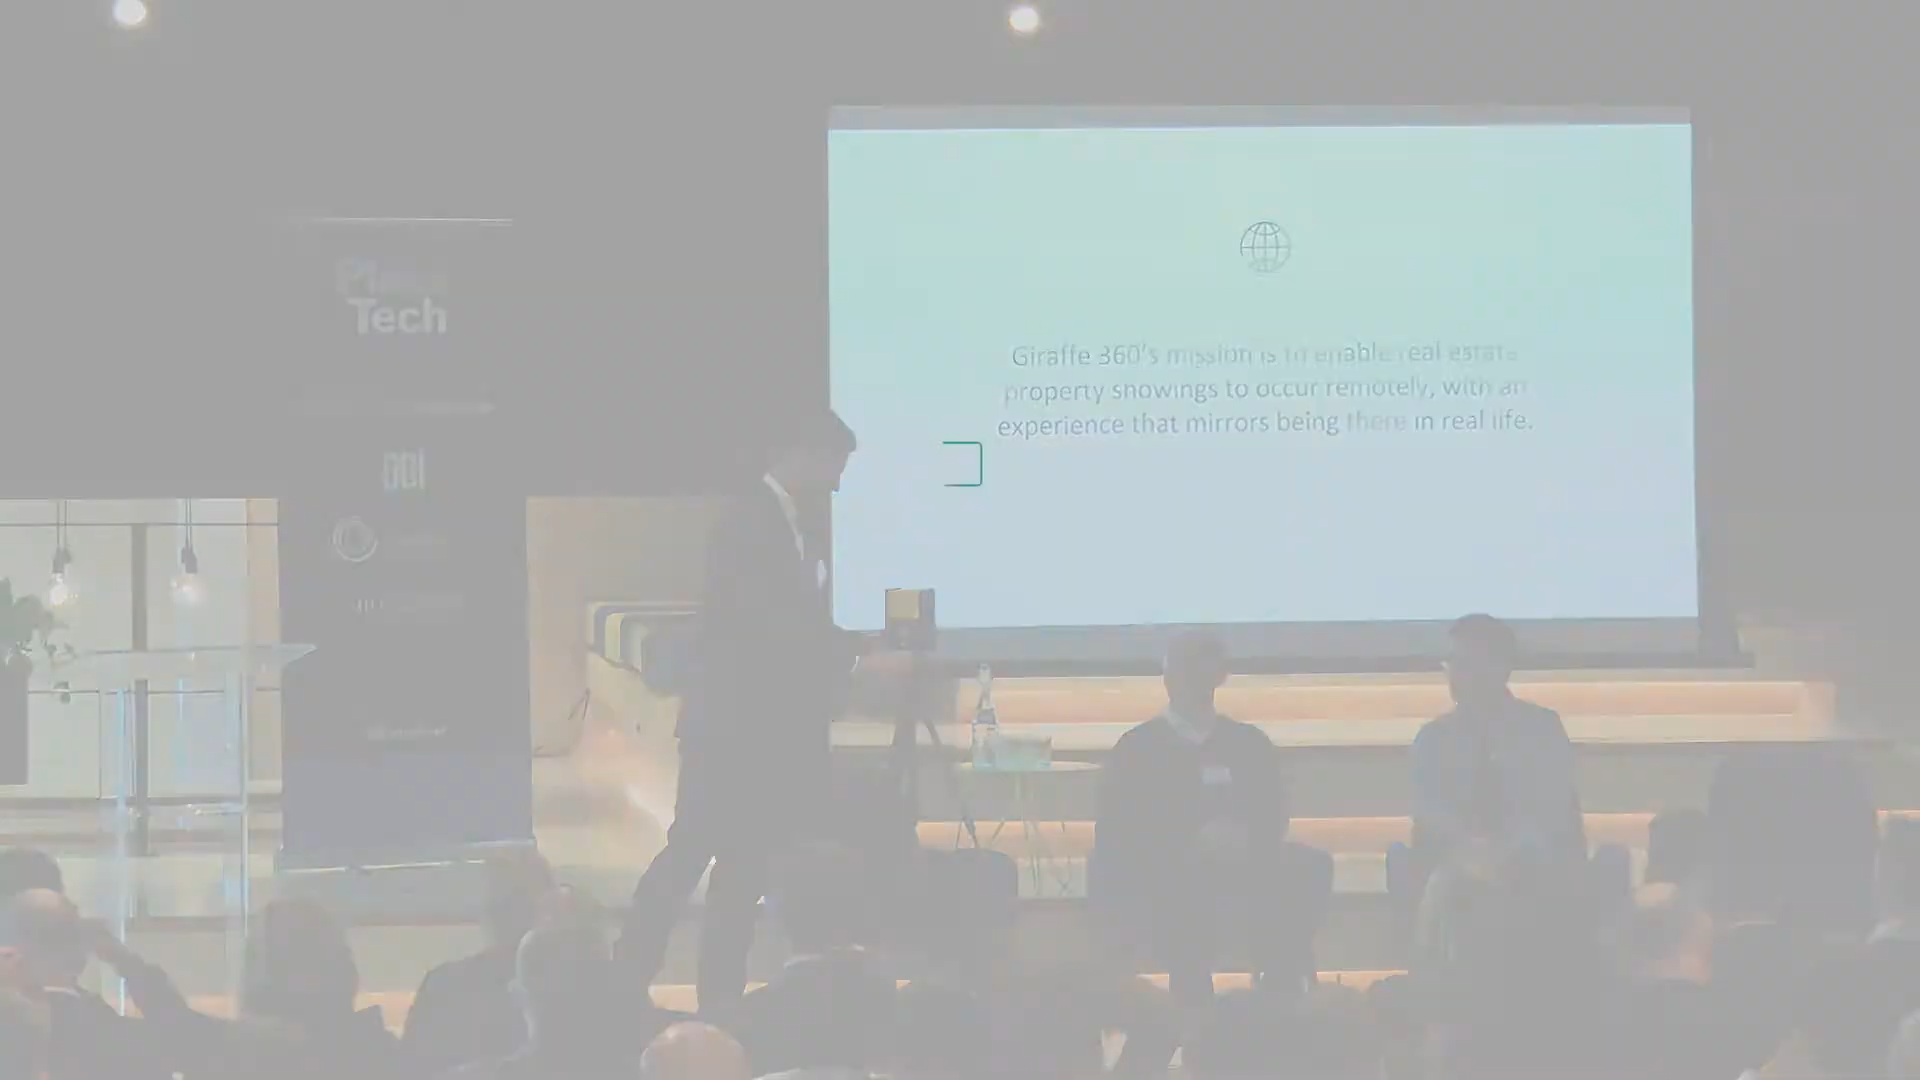 Tech
Giraffe 360's mission is to enable real estate
property showings to occur remotely, with an
experience that mirrors being there in real life.